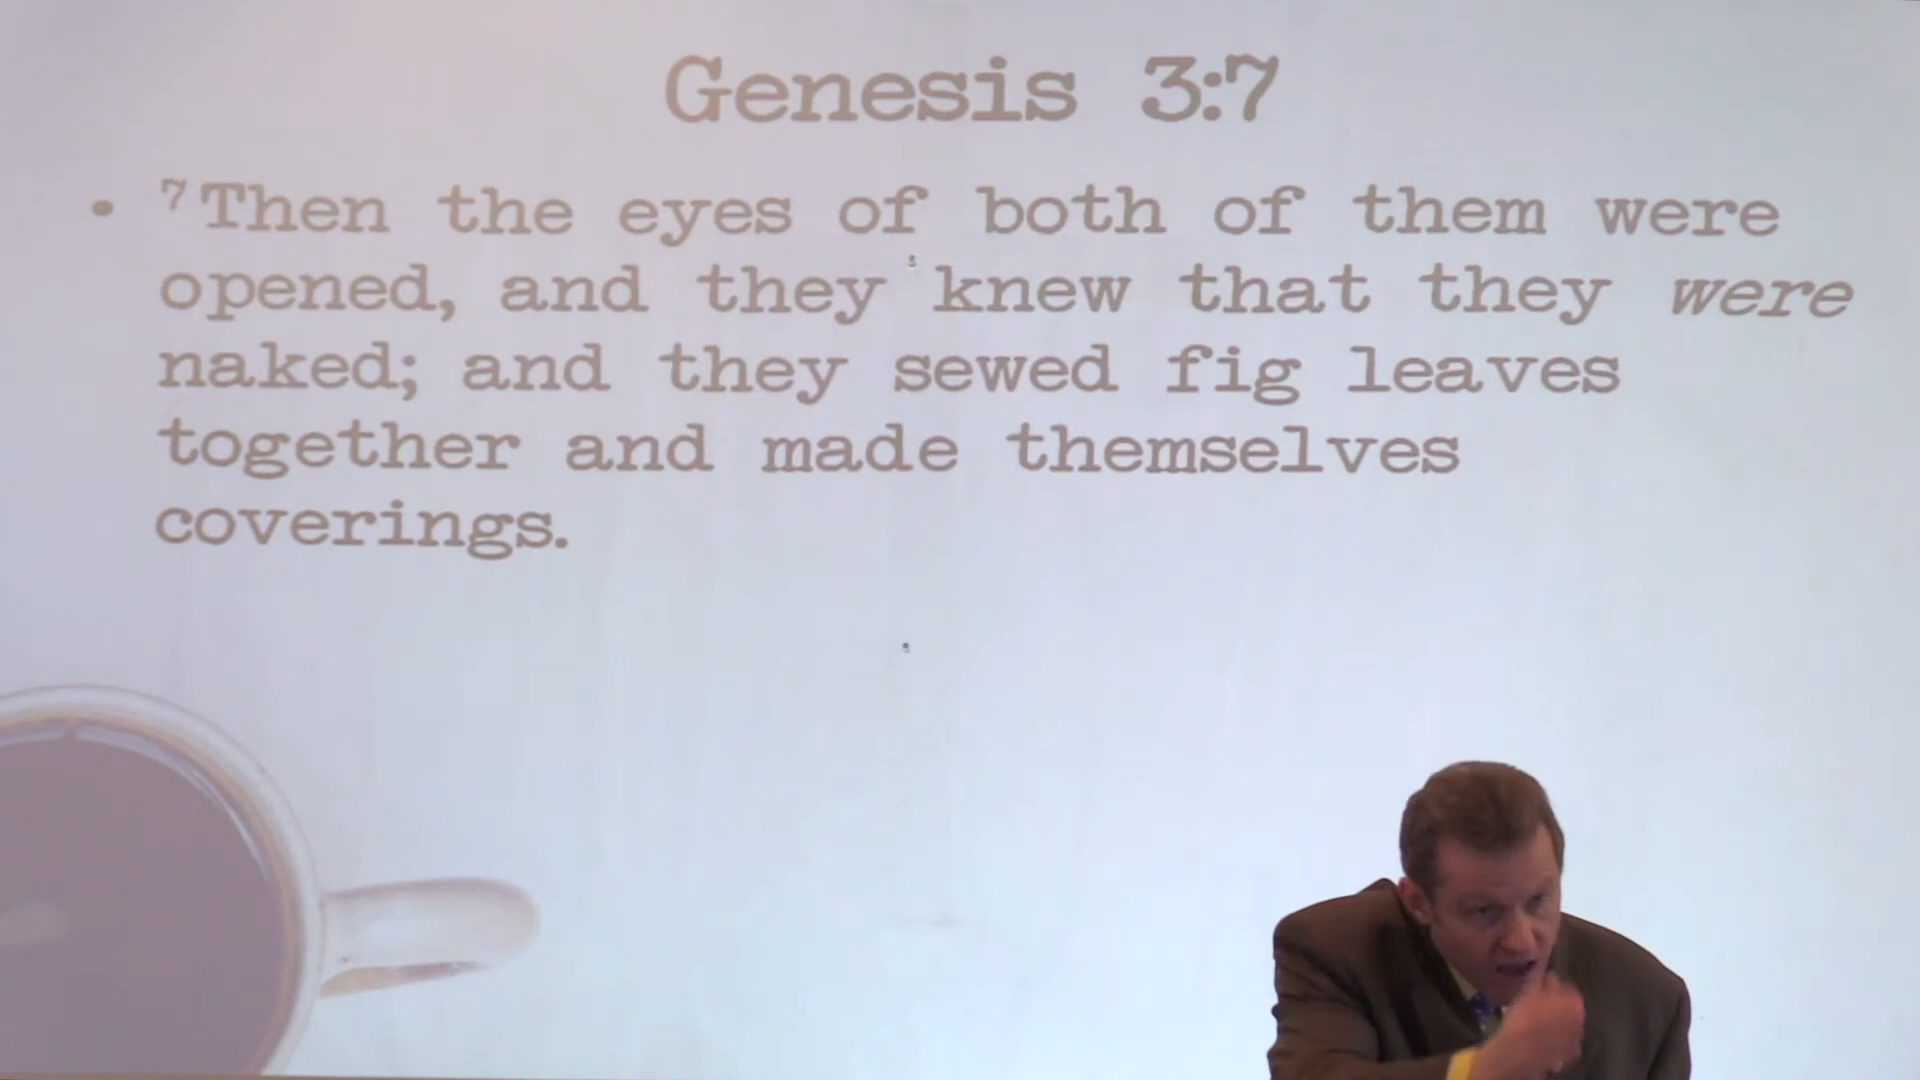 Genesis 3:7
• ⁷Then the eyes of both of them were
opened, and they knew that they were
naked; and they sewed fig leaves
together and made themselves
coverings.